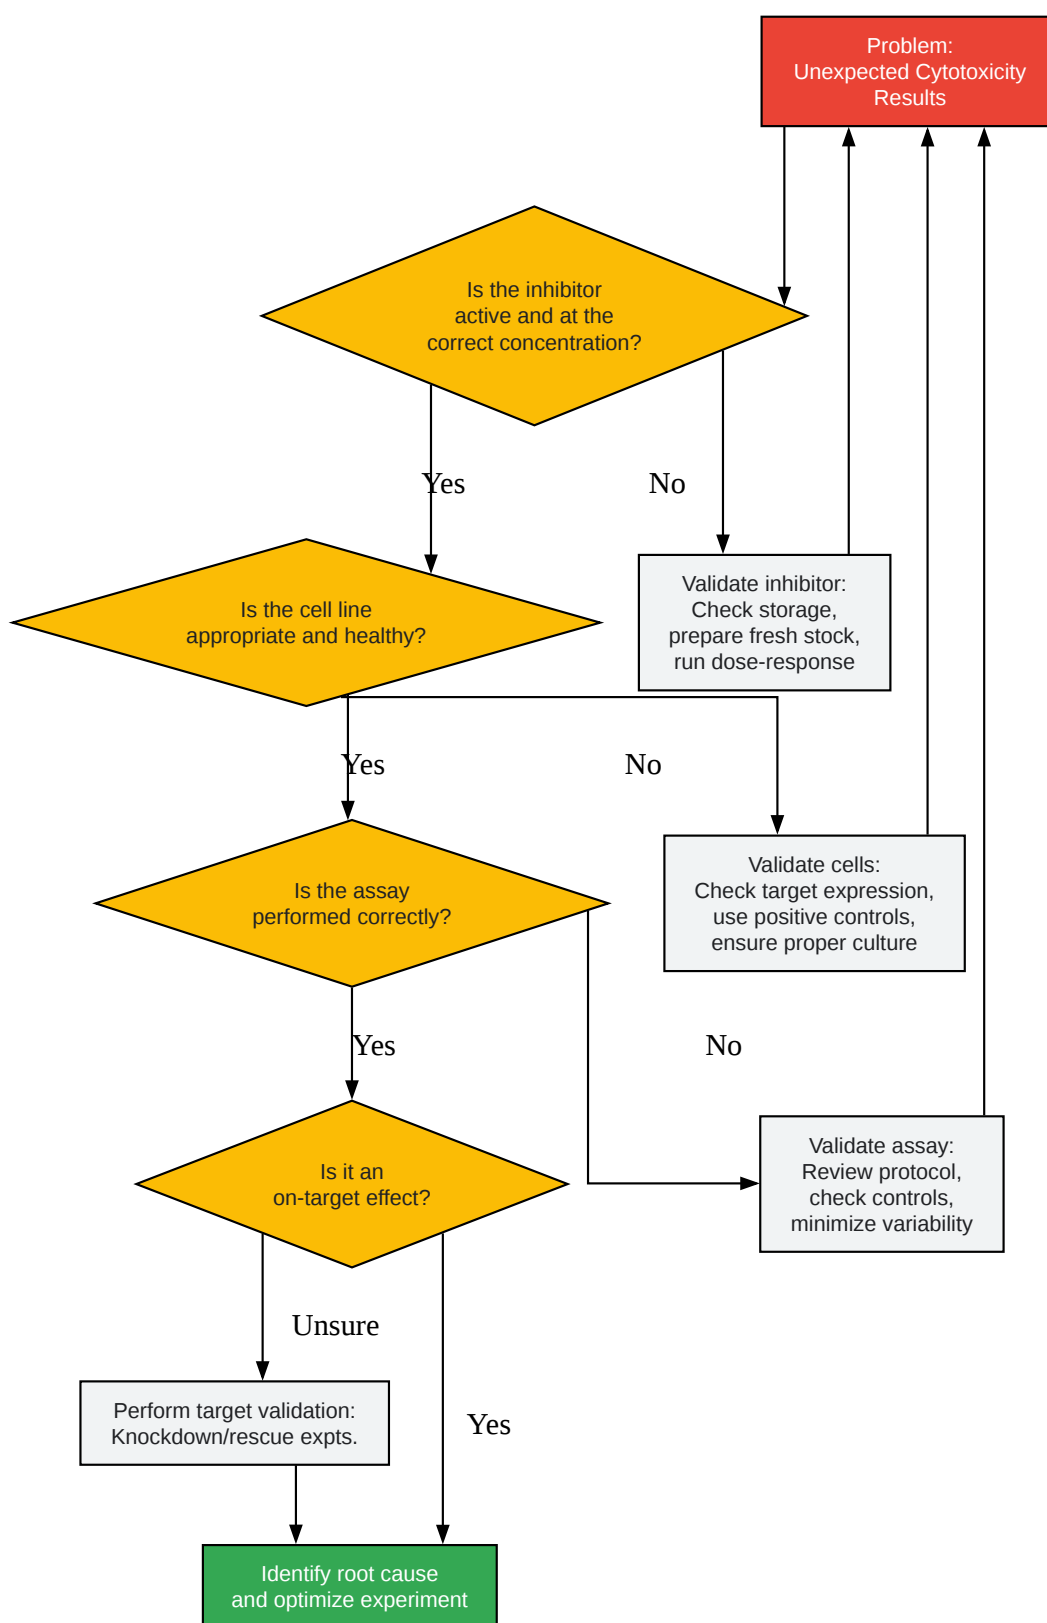 Problem:
Unexpected Cytotoxicity
Results
Is the inhibitor
active and at the
correct concentration?
Yes
No
Is the cell line
appropriate and healthy?
Validate inhibitor:
Check storage,
prepare fresh stock,
run dose-response
Yes
No
Is the assay
performed correctly?
Validate cells:
Check target expression,
use positive controls,
ensure proper culture
Yes
No
Is it an
on-target effect?
Validate assay:
Review protocol,
check controls,
minimize variability
Unsure
Yes
Perform target validation:
Knockdown/rescue expts.
Identify root cause
and optimize experiment